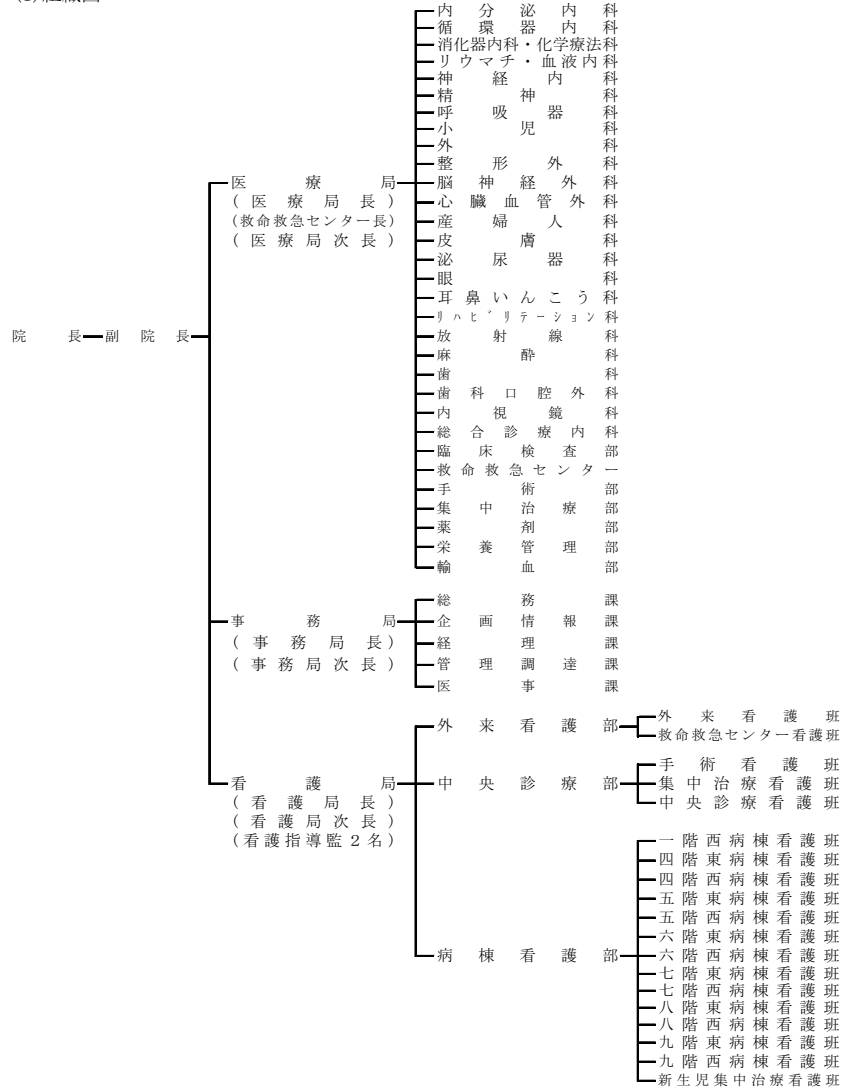 (1)組織図
内分泌内科
循環器内科
消化器内科・化学療法科
リウマチ・血液内科
神経内科
精神科
呼吸器科
小児科
外科
整形外科
医療局
脳神経外科
(医療局長)
心臓血管外科
(救命救急センター長)
産婦人科
(医療局次長)
皮膚科
泌尿器科
眼科
耳鼻いんこう科
リハビリテーション科
院長 副院長
放射線科
麻酔科
歯科
歯科口腔外科
内視鏡科
総合診療内科
臨床検査部
救命救急センター
手術部
集中治療部
薬剤部
栄養管理部
輸血部
総務課
事務局
企画情報課
(事務局長)
経理課
(事務局次長)
管理調達課
医事課
外来看護部
外来看護班
救命救急センター看護班
看護局
(看護局長)
(看護局次長)
(看護指導監2名)
中央診療部
手術看護班
集中治療看護班
中央診療看護班
病棟看護部
一階西病棟看護班
四階東病棟看護班
四階西病棟看護班
五階東病棟看護班
五階西病棟看護班
六階東病棟看護班
六階西病棟看護班
七階東病棟看護班
七階西病棟看護班
八階東病棟看護班
八階西病棟看護班
九階東病棟看護班
九階西病棟看護班
新生児集中治療看護班